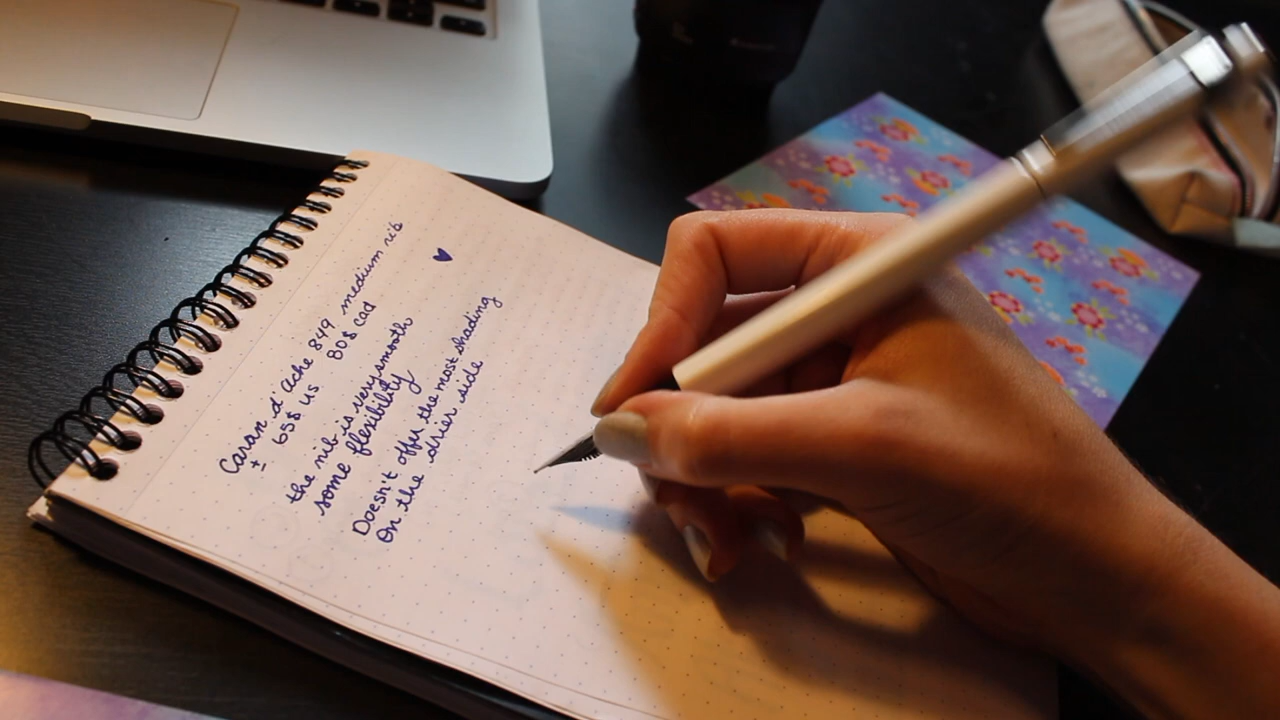 Caran d'Ache 849 medium nib
± 65$ US 80$ cad
the nib is very smooth
some flexibility
Doesn't offer the most shading
On the drier side